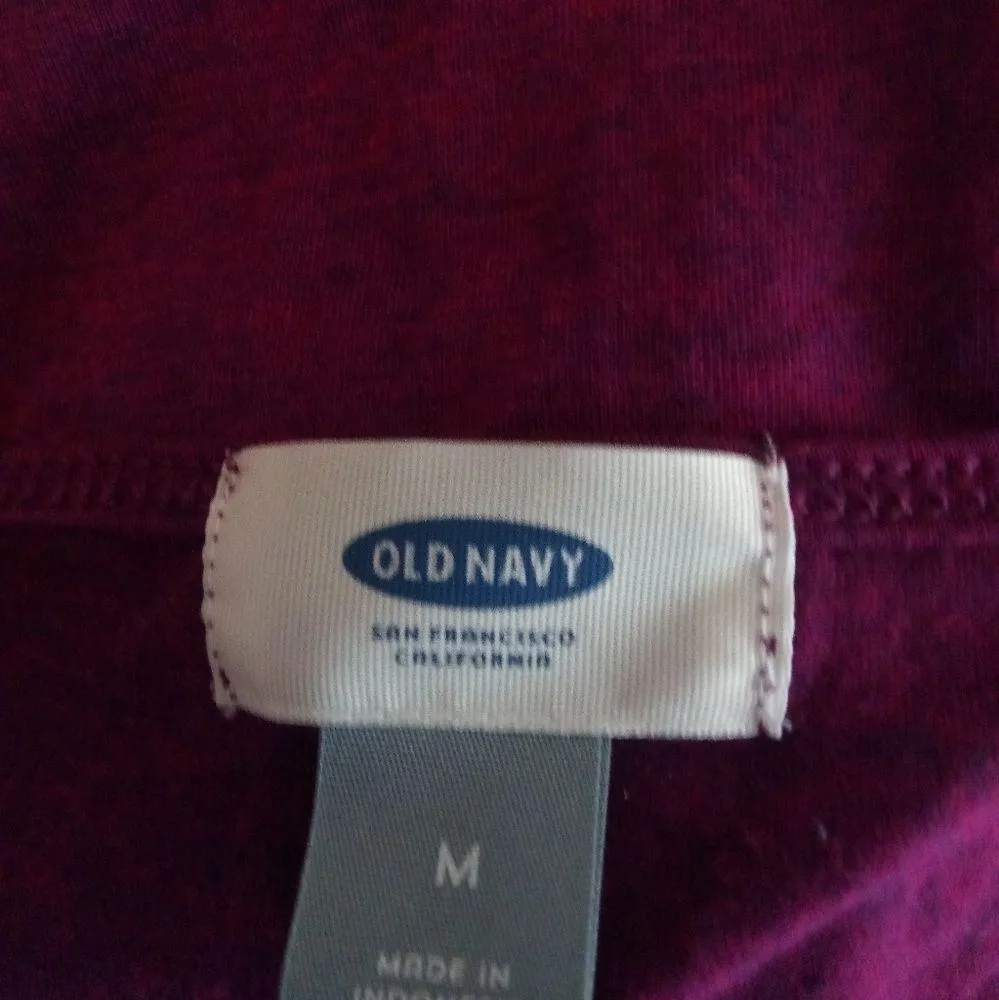 OLD NAVY
SAN FRANCISCO
CALIFORNIA
M
MADE IN